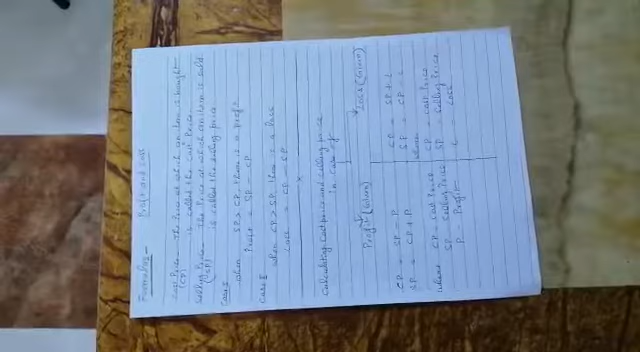 Formulas - Profit and Loss
Cost Price - The Price at which an item is bought
(CP) is called the Cost Price.
Selling Price - The Price at which an item is sold
(SP) is called the selling price
Case I
When SP > CP, then is a profit
Profit = SP - CP
Case II
When CP > SP then is a loss
Loss = CP - SP
x
Calculating Cost price and selling price
in case of
Profit (Given)
CP = SP - P
SP = CP + P
Where CP - Cost Price
SP - Selling Price
P - Profit
Loss (Given)
CP = SP + L
SP = CP - L
Where
CP - Cost Price
SP - Selling Price
L - Loss